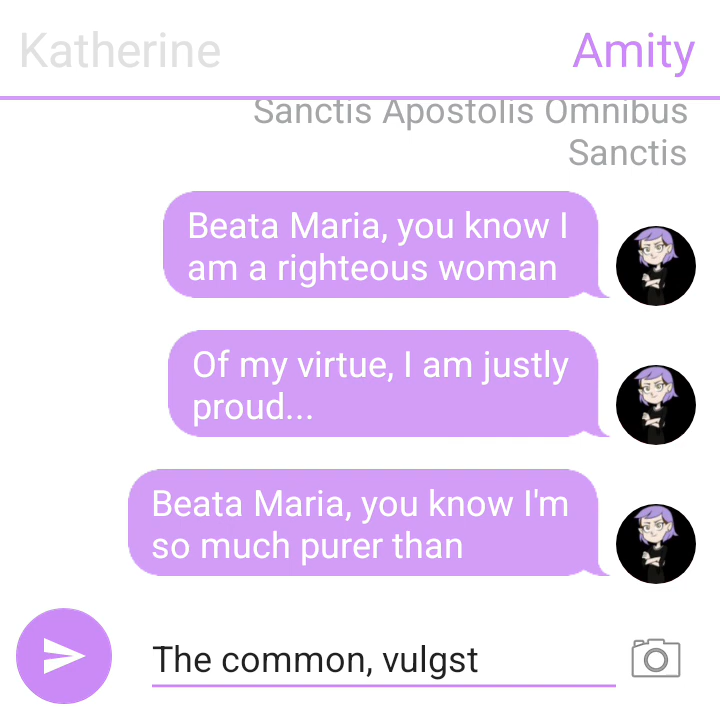 Katherine
Amity
Sanctis Apostolis Omnibus
Sanctis
Beata Maria, you know I
am a righteous woman
Of my virtue, I am justly
proud...
Beata Maria, you know I'm
so much purer than
The common, vulgst